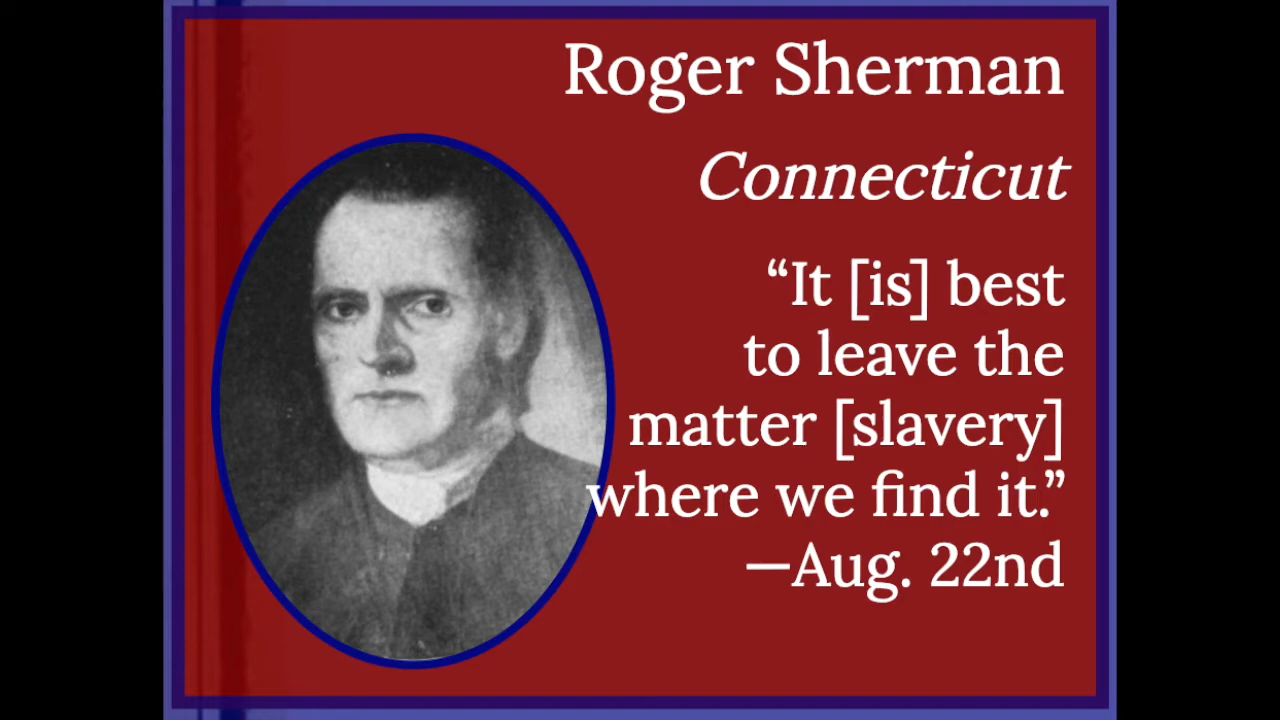 Roger Sherman
Connecticut
“It [is] best
to leave the
matter [slavery]
where we find it.”
—Aug. 22nd